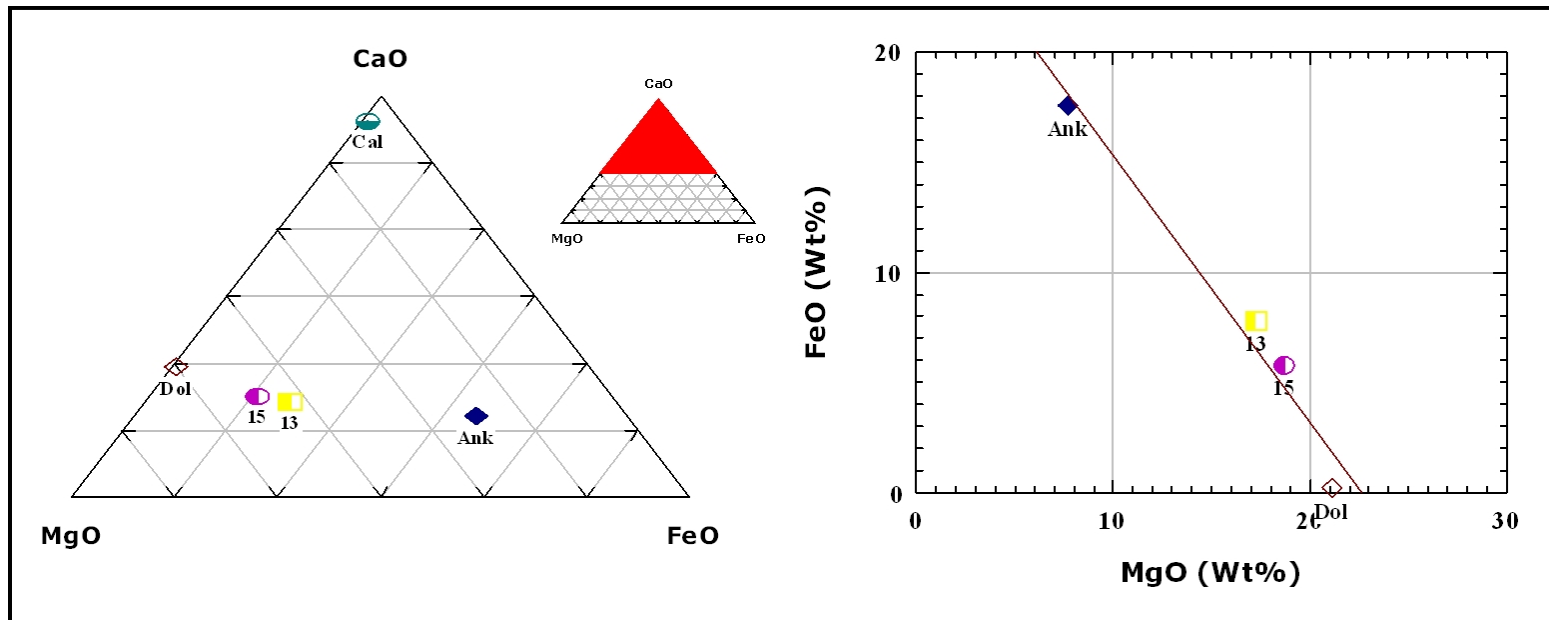 CaO
Cal
Dol
15
13
Ank
MgO
FeO
CaO
MgO
FeO
20
10
0
FeO (Wt%)
Ank
13
15
Dol
0
10
20
30
MgO (Wt%)